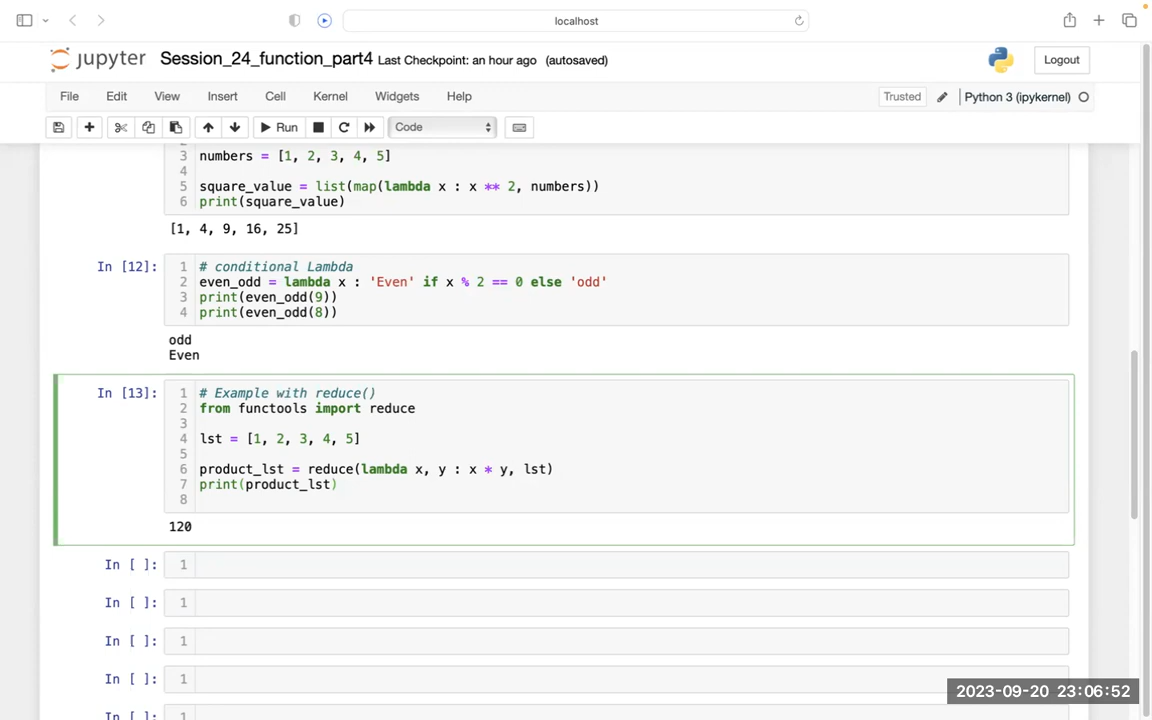 localhost
jupyter Session_24_function_part4 Last Checkpoint: an hour ago (autosaved)
Logout
File Edit View Insert Cell Kernel Widgets Help
Trusted Python 3 (ipykernel)
Run Code
3 numbers = [1, 2, 3, 4, 5]
4
5 square_value = list(map(lambda x : x ** 2, numbers))
6 print(square_value)
[1, 4, 9, 16, 25]
In [12]:
1 # conditional Lambda
2 even_odd = lambda x : 'Even' if x % 2 == 0 else 'odd'
3 print(even_odd(9))
4 print(even_odd(8))
odd
Even
In [13]:
1 # Example with reduce()
2 from functools import reduce
3
4 lst = [1, 2, 3, 4, 5]
5
6 product_lst = reduce(lambda x, y : x * y, lst)
7 print(product_lst)
8
120
In [ ]: 1
In [ ]: 1
In [ ]: 1
In [ ]: 1
In [ ]: 1
2023-09-20 23:06:52